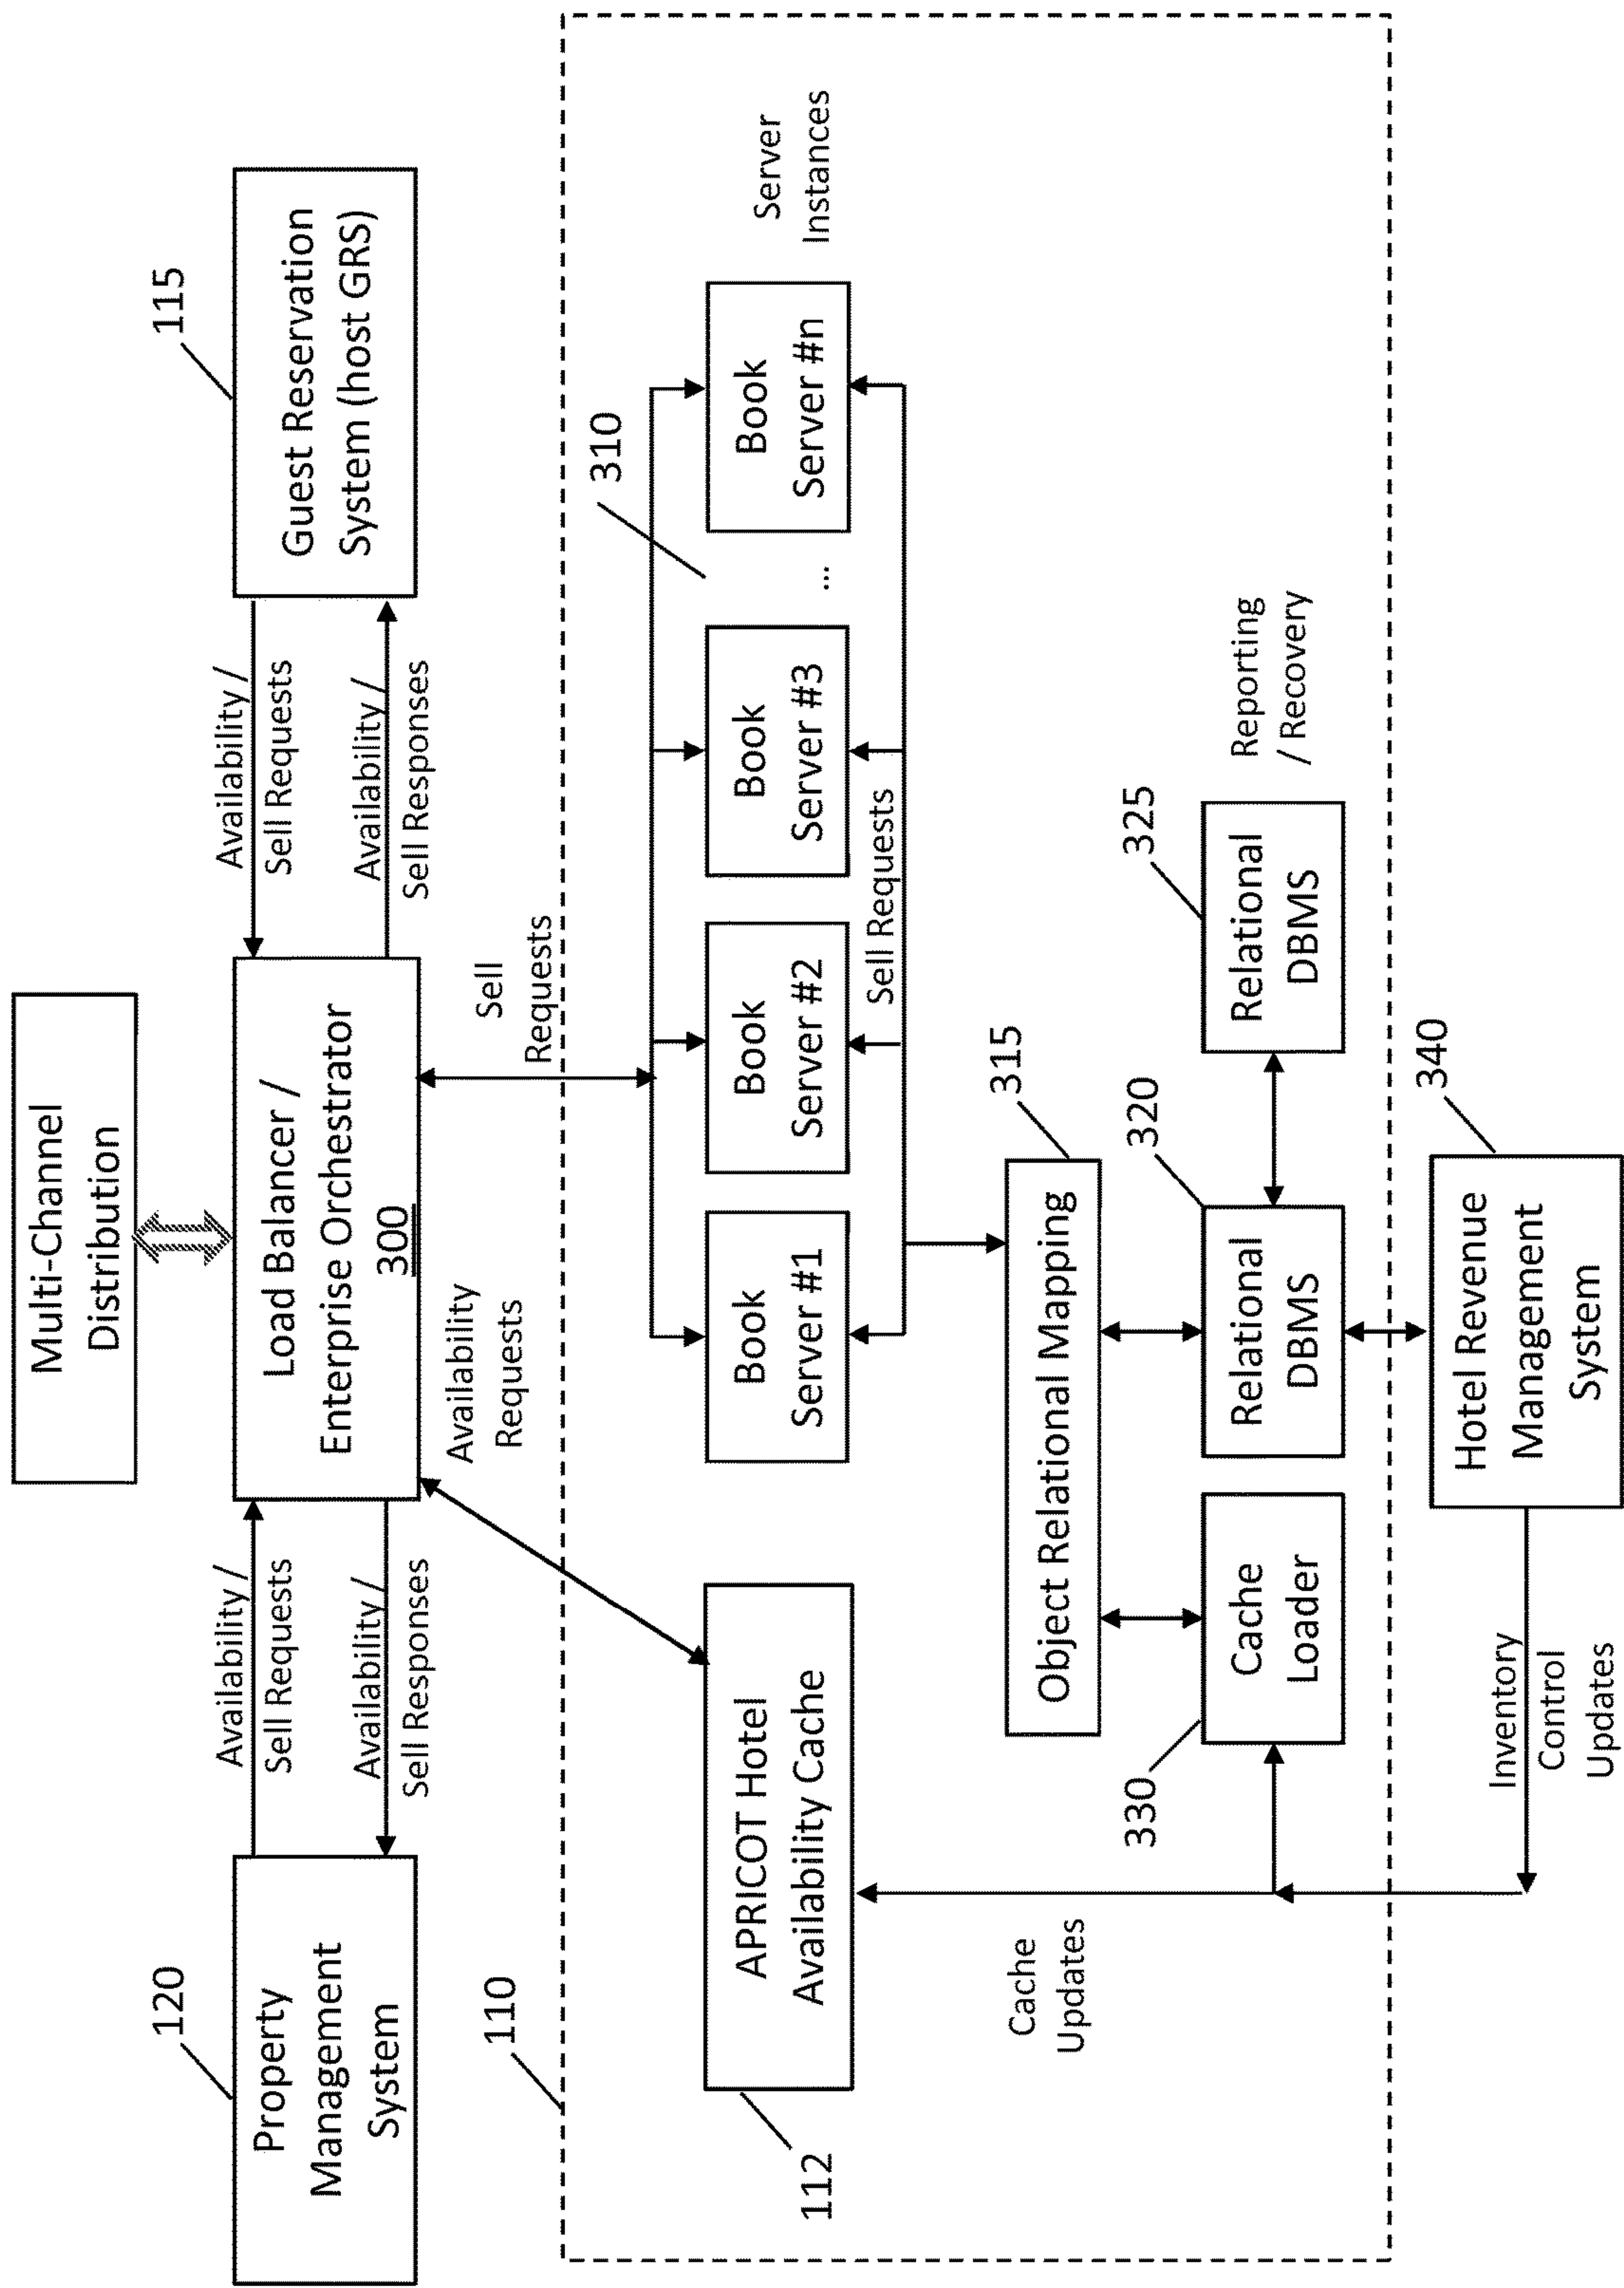 Multi-Channel
Distribution
120
Property
Management
System
Availability /
Sell Requests
Availability /
Sell Responses
Load Balancer /
Enterprise Orchestrator
300
Availability /
Sell Requests
Availability /
Sell Responses
115
Guest Reservation
System (host GRS)
110
Availability
Requests
Sell
Requests
112
APRICOT Hotel
Availability Cache
Book
Server #1
Book
Server #2
Book
Server #3
310
...
Book
Server #n
Server
Instances
Sell Requests
Cache
Updates
Object Relational Mapping
315
330
Cache
Loader
Relational
DBMS
320
Relational
DBMS
325
Reporting
/ Recovery
Inventory
Control
Updates
Hotel Revenue
Management
System
340